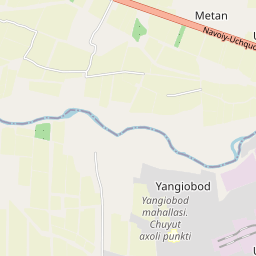 Metan
Navoiy-Uchquo
U
Yangiobod
Yangiobod
mahallasi.
Chuyut
axoli punkti
U